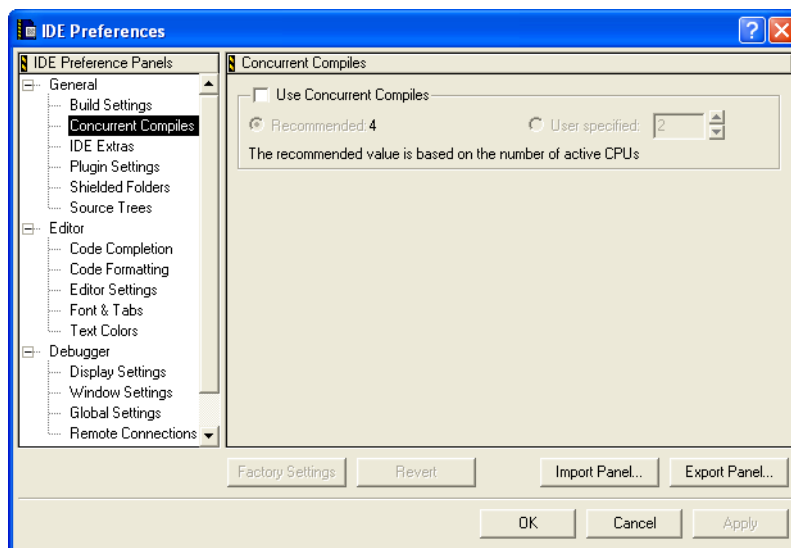 IDE Preferences
IDE Preference Panels
General
Build Settings
Concurrent Compiles
IDE Extras
Plugin Settings
Shielded Folders
Source Trees
Editor
Code Completion
Code Formatting
Editor Settings
Font & Tabs
Text Colors
Debugger
Display Settings
Window Settings
Global Settings
Remote Connections
Concurrent Compiles
Use Concurrent Compiles
Recommended: 4 User specified: 2
The recommended value is based on the number of active CPUs
Factory Settings Revert Import Panel... Export Panel...
OK Cancel Apply